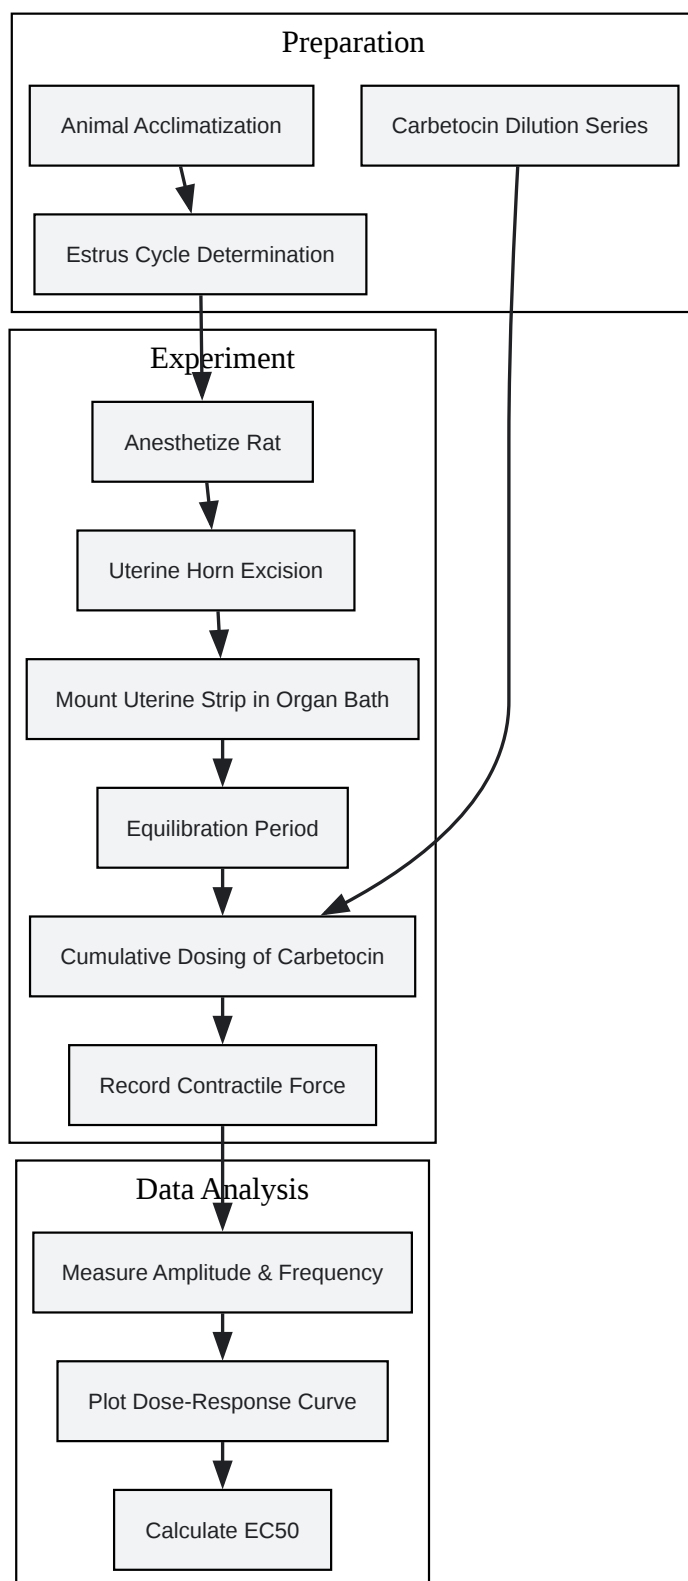 Preparation
Animal Acclimatization
Carbetocin Dilution Series
Estrus Cycle Determination
Experiment
Anesthetize Rat
Uterine Horn Excision
Mount Uterine Strip in Organ Bath
Equilibration Period
Cumulative Dosing of Carbetocin
Record Contractile Force
Data Analysis
Measure Amplitude & Frequency
Plot Dose-Response Curve
Calculate EC50